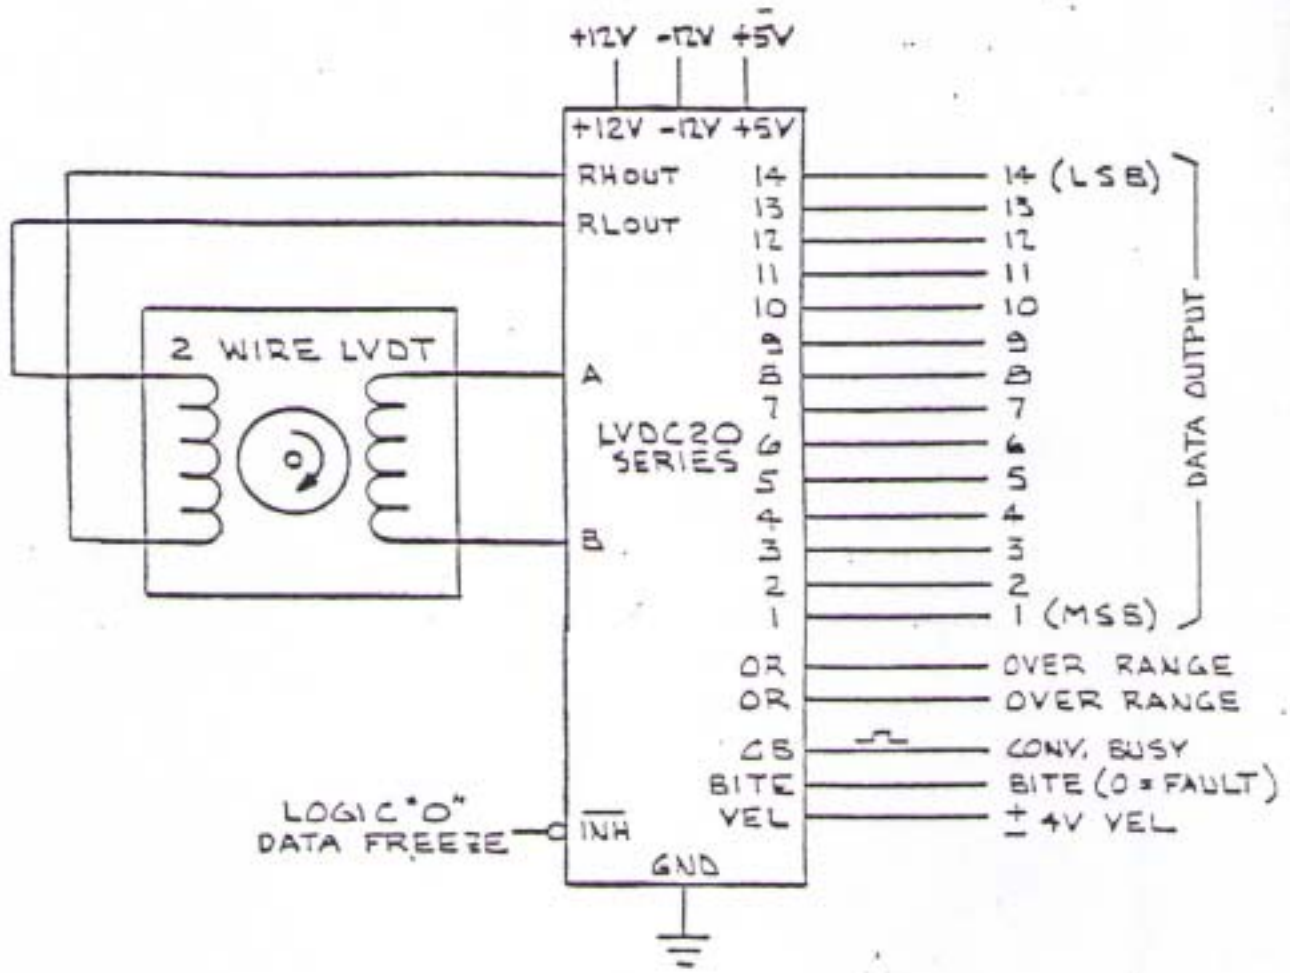 +12V -12V +5V
+12V -12V +5V
RHOUT 14 14 (LSB)
RLOUT 13 13
12 12
11 11
10 10
2 WIRE LVDT 9 9
A 8 8
7 7
LVDC20 6 6
SERIES 5 5
4 4
B 3 3
2 2
1 1 (MSB)
DATA OUTPUT
OR OVER RANGE
OR OVER RANGE
CB CONV. BUSY
BITE BITE (0 = FAULT)
VEL ± 4V VEL
LOGIC "0"
DATA FREEZE INH
GND